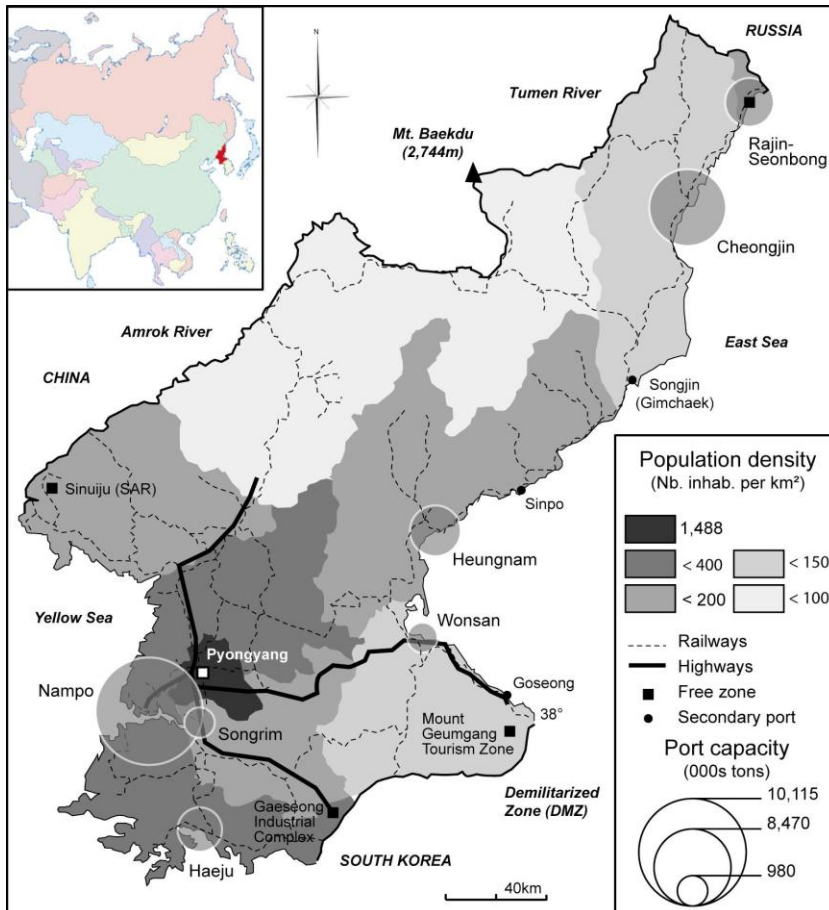 N
RUSSIA
Tumen River
Mt. Baekdu
(2,744m)
Rajin-
Seonbong
Cheongjin
Amrok River
East Sea
CHINA
Songjin
(Gimchaek)
Sinuiju (SAR)
Sinpo
Heungnam
Yellow Sea
Wonsan
Pyongyang
Nampo
Goseong
38°
Songrim
Mount
Geumgang
Tourism Zone
Gaeseong
Industrial
Complex
Demilitarized
Zone (DMZ)
Haeju
SOUTH KOREA
40km
Population density
(Nb. inhab. per km²)
1,488
< 400
< 150
< 200
< 100
Railways
Highways
Free zone
Secondary port
Port capacity
(000s tons)
10,115
8,470
980